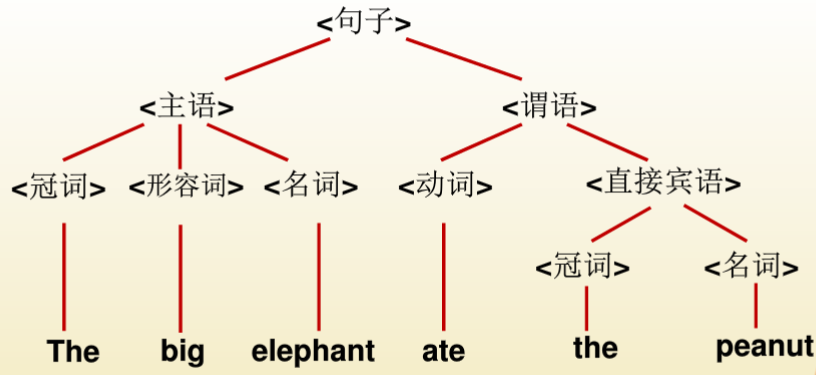 <句子>
<主语> <谓语>
<冠词> <形容词> <名词> <动词> <直接宾语>
<冠词> <名词>
The big elephant ate the peanut